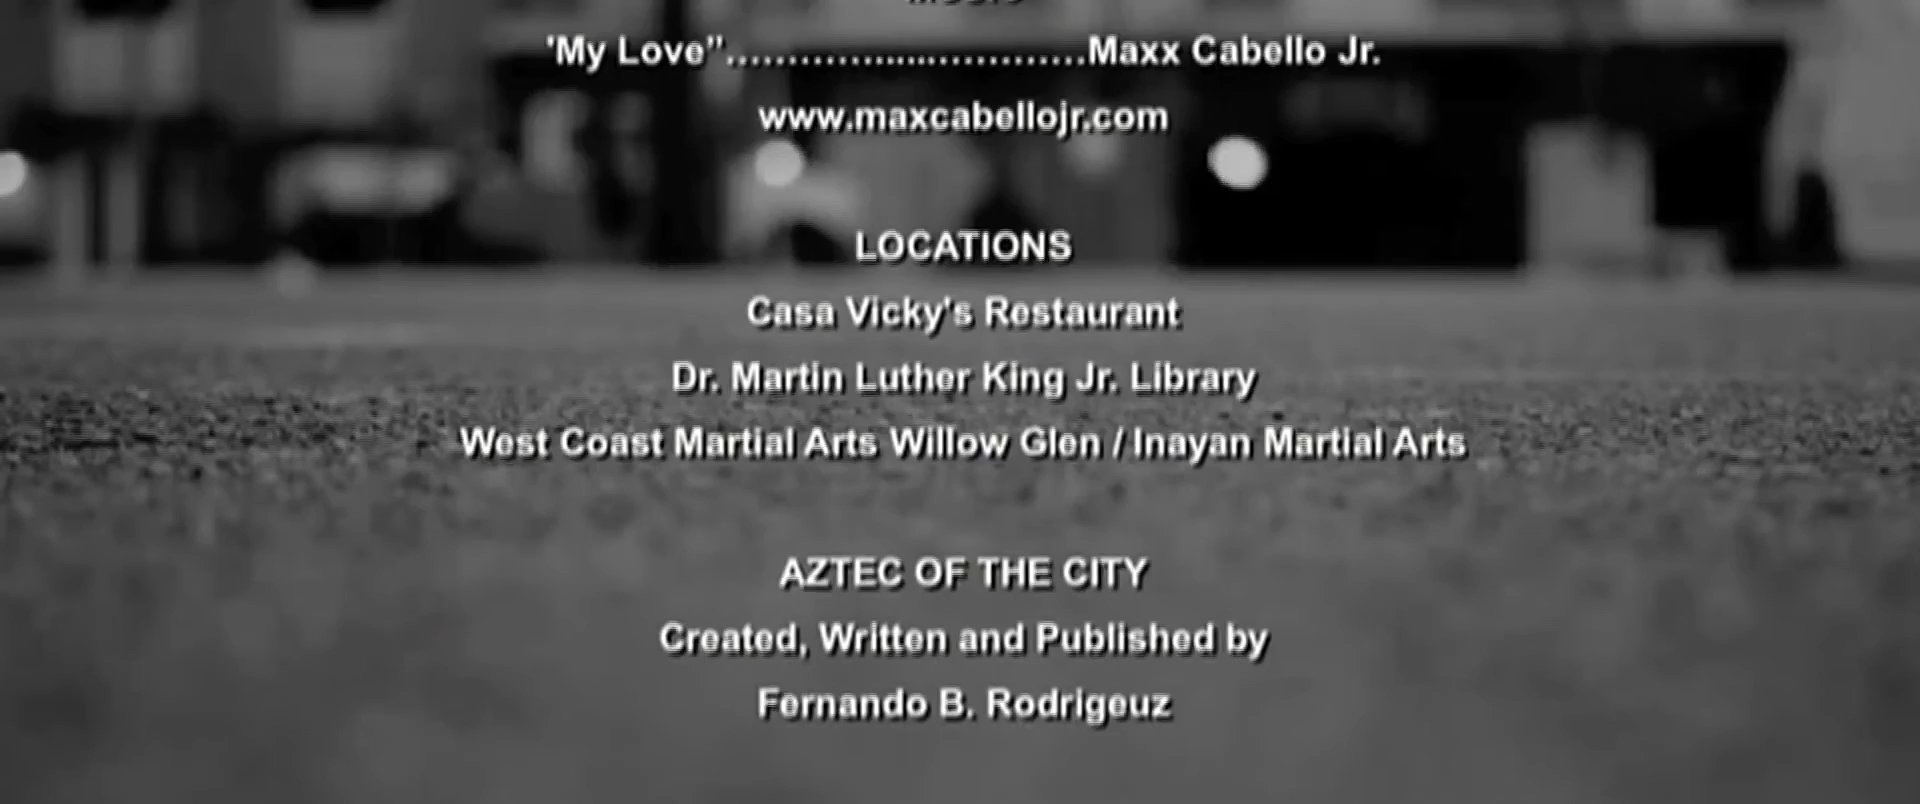 MUSIC
'My Love”...............................Maxx Cabello Jr.
www.maxcabellojr.com
LOCATIONS
Casa Vicky's Restaurant
Dr. Martin Luther King Jr. Library
West Coast Martial Arts Willow Glen / Inayan Martial Arts
AZTEC OF THE CITY
Created, Written and Published by
Fernando B. Rodrigeuz